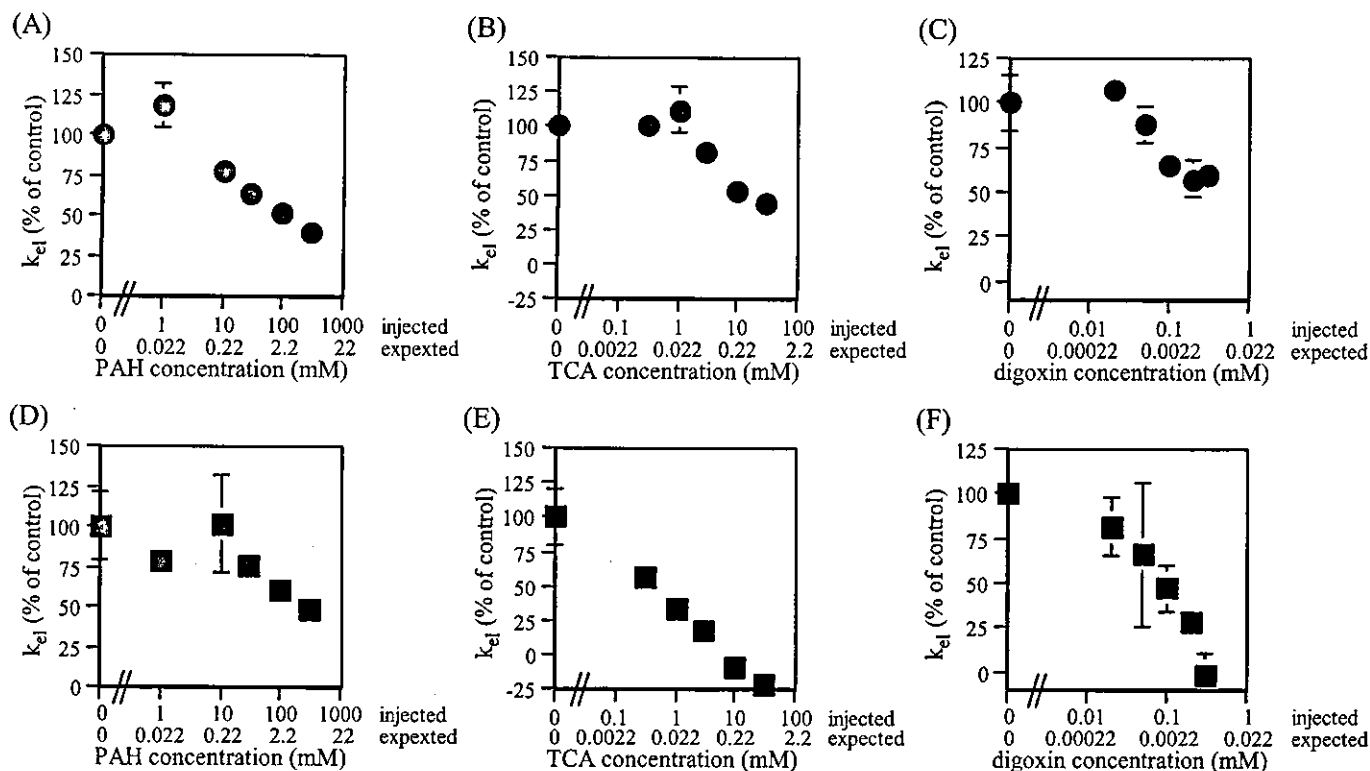 (A)
150
125
100
75
50
25
0
k_el (% of control)
0 1 10 100 1000 injected
0 0.022 0.22 2.2 22 expexted
PAH concentration (mM)
(B)
150
125
100
75
50
25
0
-25
k_el (% of control)
0 0.1 1 10 100 injected
0 0.0022 0.022 0.22 2.2 expected
TCA concentration (mM)
(C)
125
100
75
50
25
0
k_el (% of control)
0 0.01 0.1 1 injected
0 0.00022 0.0022 0.022 expected
digoxin concentration (mM)
(D)
150
125
100
75
50
25
0
k_el (% of control)
0 1 10 100 1000 injected
0 0.022 0.22 2.2 22 expexted
PAH concentration (mM)
(E)
150
125
100
75
50
25
0
-25
k_el (% of control)
0 0.1 1 10 100 injected
0 0.0022 0.022 0.22 2.2 expected
TCA concentration (mM)
(F)
125
100
75
50
25
0
k_el (% of control)
0 0.01 0.1 1 injected
0 0.00022 0.0022 0.022 expected
digoxin concentration (mM)